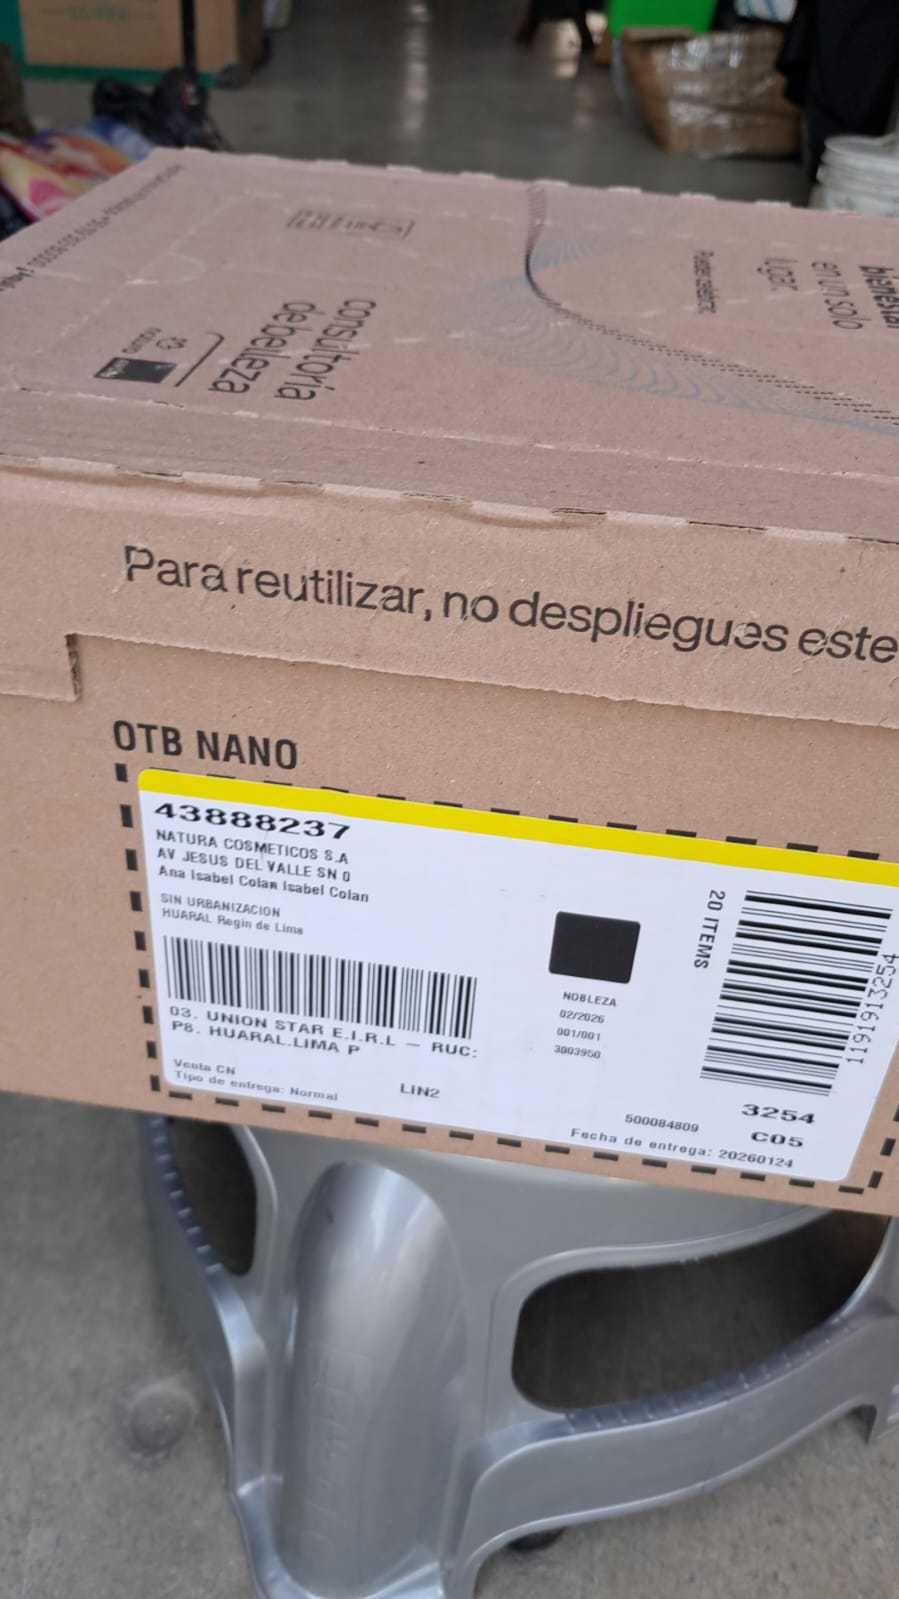 consultoría
de belleza
natura
bienestar
en un solo
lugar
Para reutilizar, no despliegues este
OTB NANO
43888237
NATURA COSMETICOS S.A
AV JESUS DEL VALLE SN 0
Ana Isabel Colan Isabel Colan
SIN URBANIZACION
HUARAL Regin de Lima
03. UNION STAR E.I.R.L — RUC:
P8. HUARAL.LIMA P
Venta CN
Tipo de entrega: Normal
LIN2
NOBLEZA
02/2026
001/001
3003950
20 ITEMS
1191913254
3254
C05
500084809
Fecha de entrega: 20260124